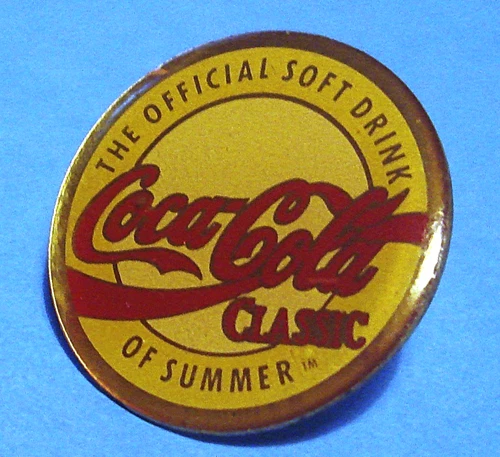 THE OFFICIAL SOFT DRINK
Coca-Cola
CLASSIC
OF SUMMER™